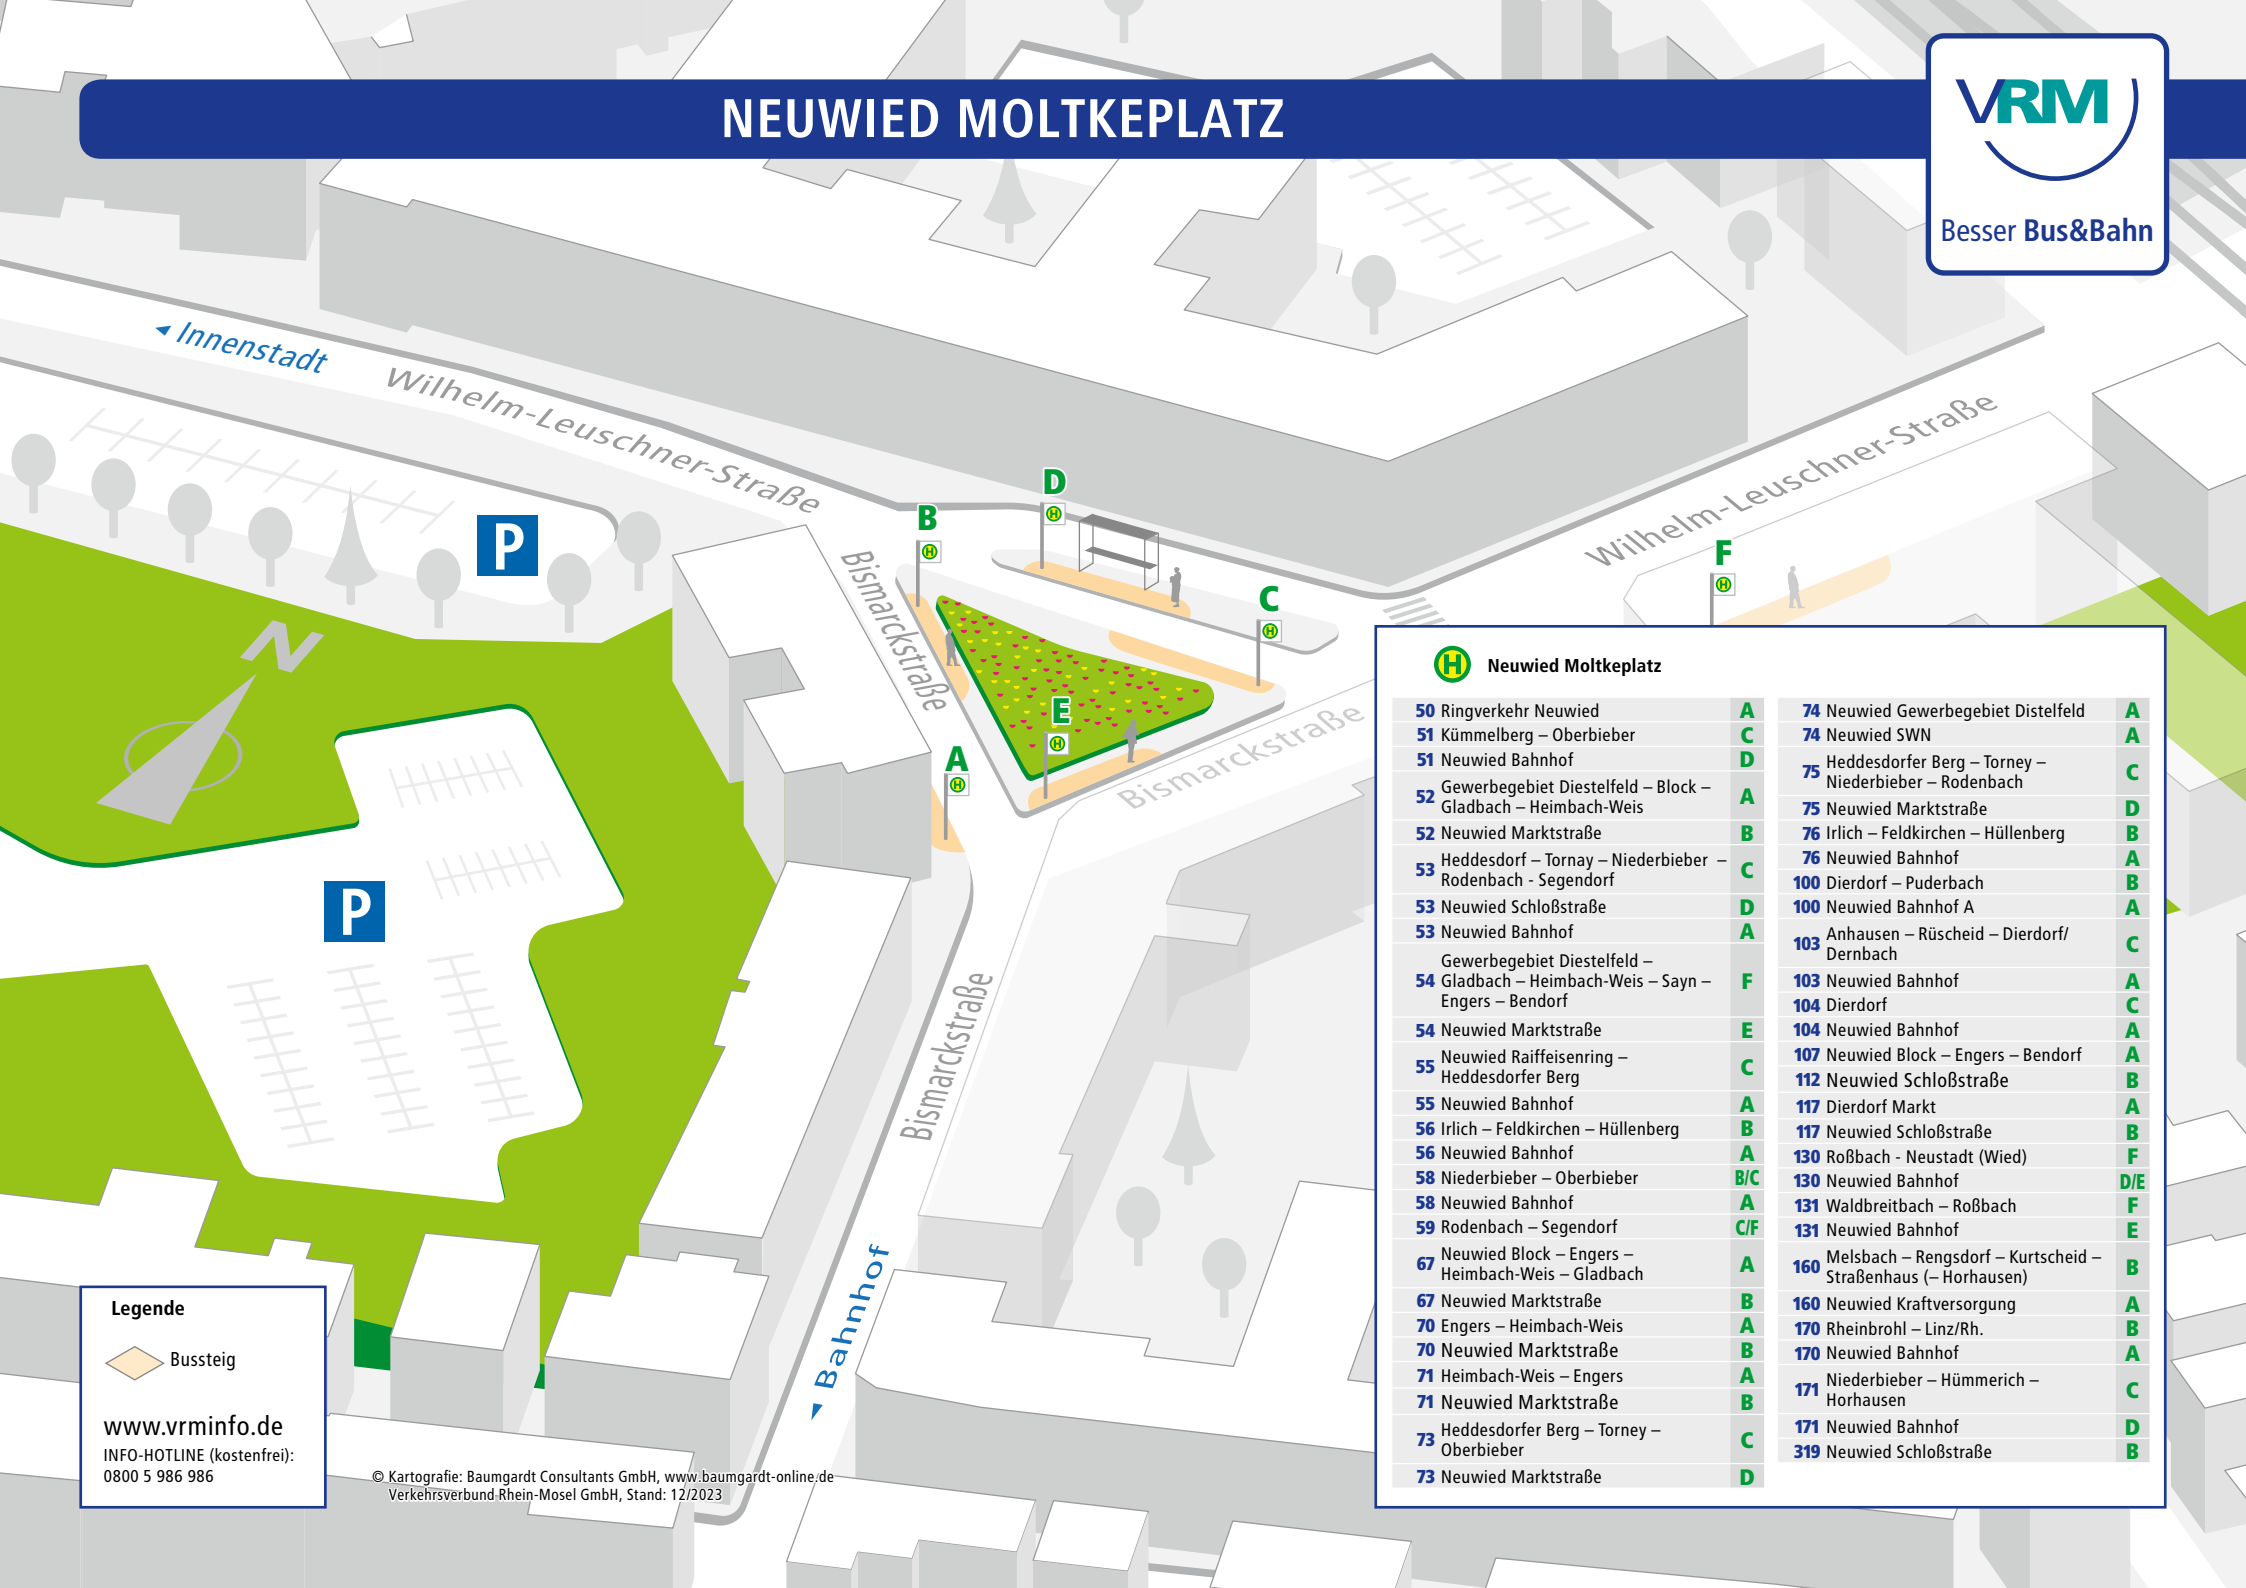 NEUWIED MOLTKEPLATZ
VRM
Besser Bus&Bahn
Innenstadt
Wilhelm-Leuschner-Straße
Wilhelm-Leuschner-Straße
D
H
B
H
C
H
F
H
P
Bismarckstraße
N
E
H
A
H
Bismarckstraße
P
Bismarckstraße
Bahnhof
H Neuwied Moltkeplatz
50 Ringverkehr Neuwied A
51 Kümmelberg – Oberbieber C
51 Neuwied Bahnhof D
52 Gewerbegebiet Diestelfeld – Block –
Gladbach – Heimbach-Weis A
52 Neuwied Marktstraße B
53 Heddesdorf – Tornay – Niederbieber –
Rodenbach - Segendorf C
53 Neuwied Schloßstraße D
53 Neuwied Bahnhof A
Gewerbegebiet Diestelfeld –
54 Gladbach – Heimbach-Weis – Sayn – F
Engers – Bendorf
54 Neuwied Marktstraße E
55 Neuwied Raiffeisenring –
Heddesdorfer Berg C
55 Neuwied Bahnhof A
56 Irlich – Feldkirchen – Hüllenberg B
56 Neuwied Bahnhof A
58 Niederbieber – Oberbieber B/C
58 Neuwied Bahnhof A
59 Rodenbach – Segendorf C/F
67 Neuwied Block – Engers –
Heimbach-Weis – Gladbach A
67 Neuwied Marktstraße B
70 Engers – Heimbach-Weis A
70 Neuwied Marktstraße B
71 Heimbach-Weis – Engers A
71 Neuwied Marktstraße B
73 Heddesdorfer Berg – Torney –
Oberbieber C
73 Neuwied Marktstraße D
74 Neuwied Gewerbegebiet Distelfeld A
74 Neuwied SWN A
75 Heddesdorfer Berg – Torney –
Niederbieber – Rodenbach C
75 Neuwied Marktstraße D
76 Irlich – Feldkirchen – Hüllenberg B
76 Neuwied Bahnhof A
100 Dierdorf – Puderbach B
100 Neuwied Bahnhof A A
103 Anhausen – Rüscheid – Dierdorf/
Dernbach C
103 Neuwied Bahnhof A
104 Dierdorf C
104 Neuwied Bahnhof A
107 Neuwied Block – Engers – Bendorf A
112 Neuwied Schloßstraße B
117 Dierdorf Markt A
117 Neuwied Schloßstraße B
130 Roßbach - Neustadt (Wied) F
130 Neuwied Bahnhof D/E
131 Waldbreitbach – Roßbach F
131 Neuwied Bahnhof E
160 Melsbach – Rengsdorf – Kurtscheid –
Straßenhaus (– Horhausen) B
160 Neuwied Kraftversorgung A
170 Rheinbrohl – Linz/Rh. B
170 Neuwied Bahnhof A
171 Niederbieber – Hümmerich –
Horhausen C
171 Neuwied Bahnhof D
319 Neuwied Schloßstraße B
Legende
Bussteig
www.vrminfo.de
INFO-HOTLINE (kostenfrei):
0800 5 986 986
© Kartografie: Baumgardt Consultants GmbH, www.baumgardt-online.de
Verkehrsverbund Rhein-Mosel GmbH, Stand: 12/2023